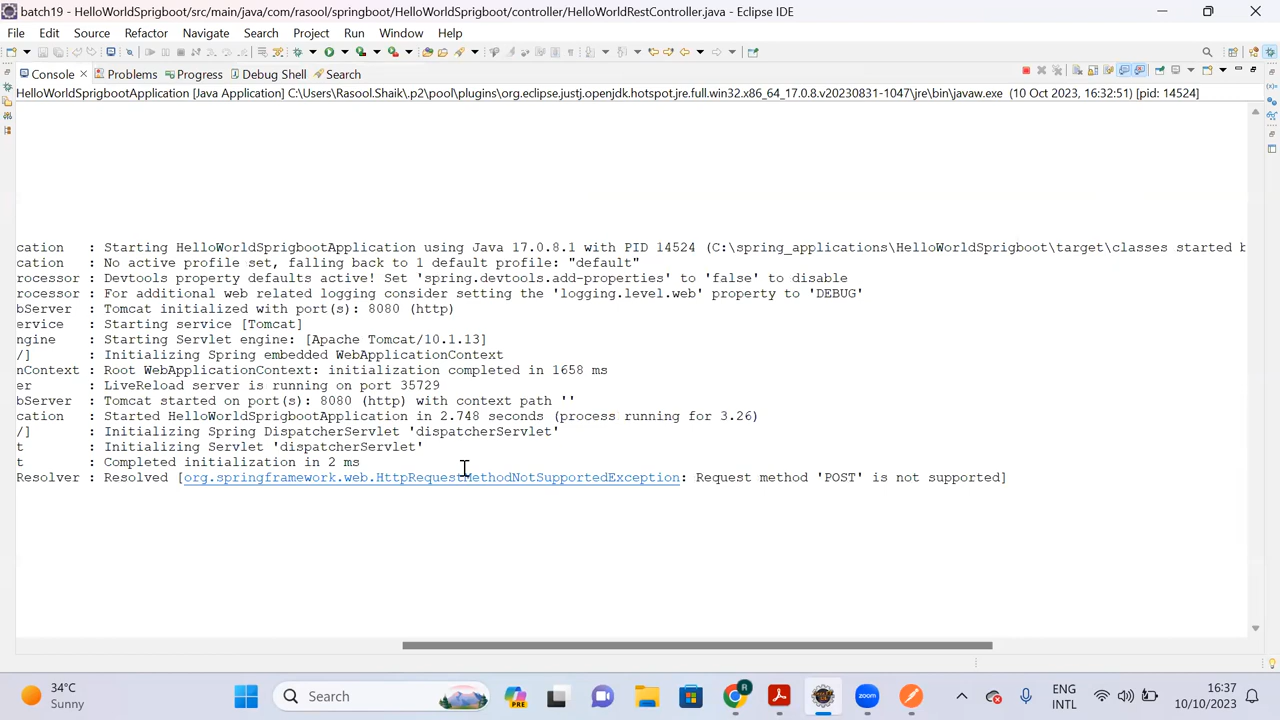 batch19 - HelloWorldSprigboot/src/main/java/com/rasool/springboot/HelloWorldSprigboot/controller/HelloWorldRestController.java - Eclipse IDE
File Edit Source Refactor Navigate Search Project Run Window Help
Console Problems Progress Debug Shell Search
HelloWorldSprigbootApplication [Java Application] C:\Users\Rasool.Shaik\.p2\pool\plugins\org.eclipse.justj.openjdk.hotspot.jre.full.win32.x86_64_17.0.8.v20230831-1047\jre\bin\javaw.exe (10 Oct 2023, 16:32:51) [pid: 14524]
cation : Starting HelloWorldSprigbootApplication using Java 17.0.8.1 with PID 14524 (C:\spring_applications\HelloWorldSprigboot\target\classes started b
cation : No active profile set, falling back to 1 default profile: "default"
rocessor : Devtools property defaults active! Set 'spring.devtools.add-properties' to 'false' to disable
rocessor : For additional web related logging consider setting the 'logging.level.web' property to 'DEBUG'
bServer : Tomcat initialized with port(s): 8080 (http)
ervice : Starting service [Tomcat]
ngine : Starting Servlet engine: [Apache Tomcat/10.1.13]
/] : Initializing Spring embedded WebApplicationContext
nContext : Root WebApplicationContext: initialization completed in 1658 ms
er : LiveReload server is running on port 35729
bServer : Tomcat started on port(s): 8080 (http) with context path ''
cation : Started HelloWorldSprigbootApplication in 2.748 seconds (process running for 3.26)
/] : Initializing Spring DispatcherServlet 'dispatcherServlet'
t : Initializing Servlet 'dispatcherServlet'
t : Completed initialization in 2 ms
Resolver : Resolved [org.springframework.web.HttpRequestMethodNotSupportedException: Request method 'POST' is not supported]
34°C
Sunny
Search
PRE
R
zoom
ENG
INTL
16:37
10/10/2023